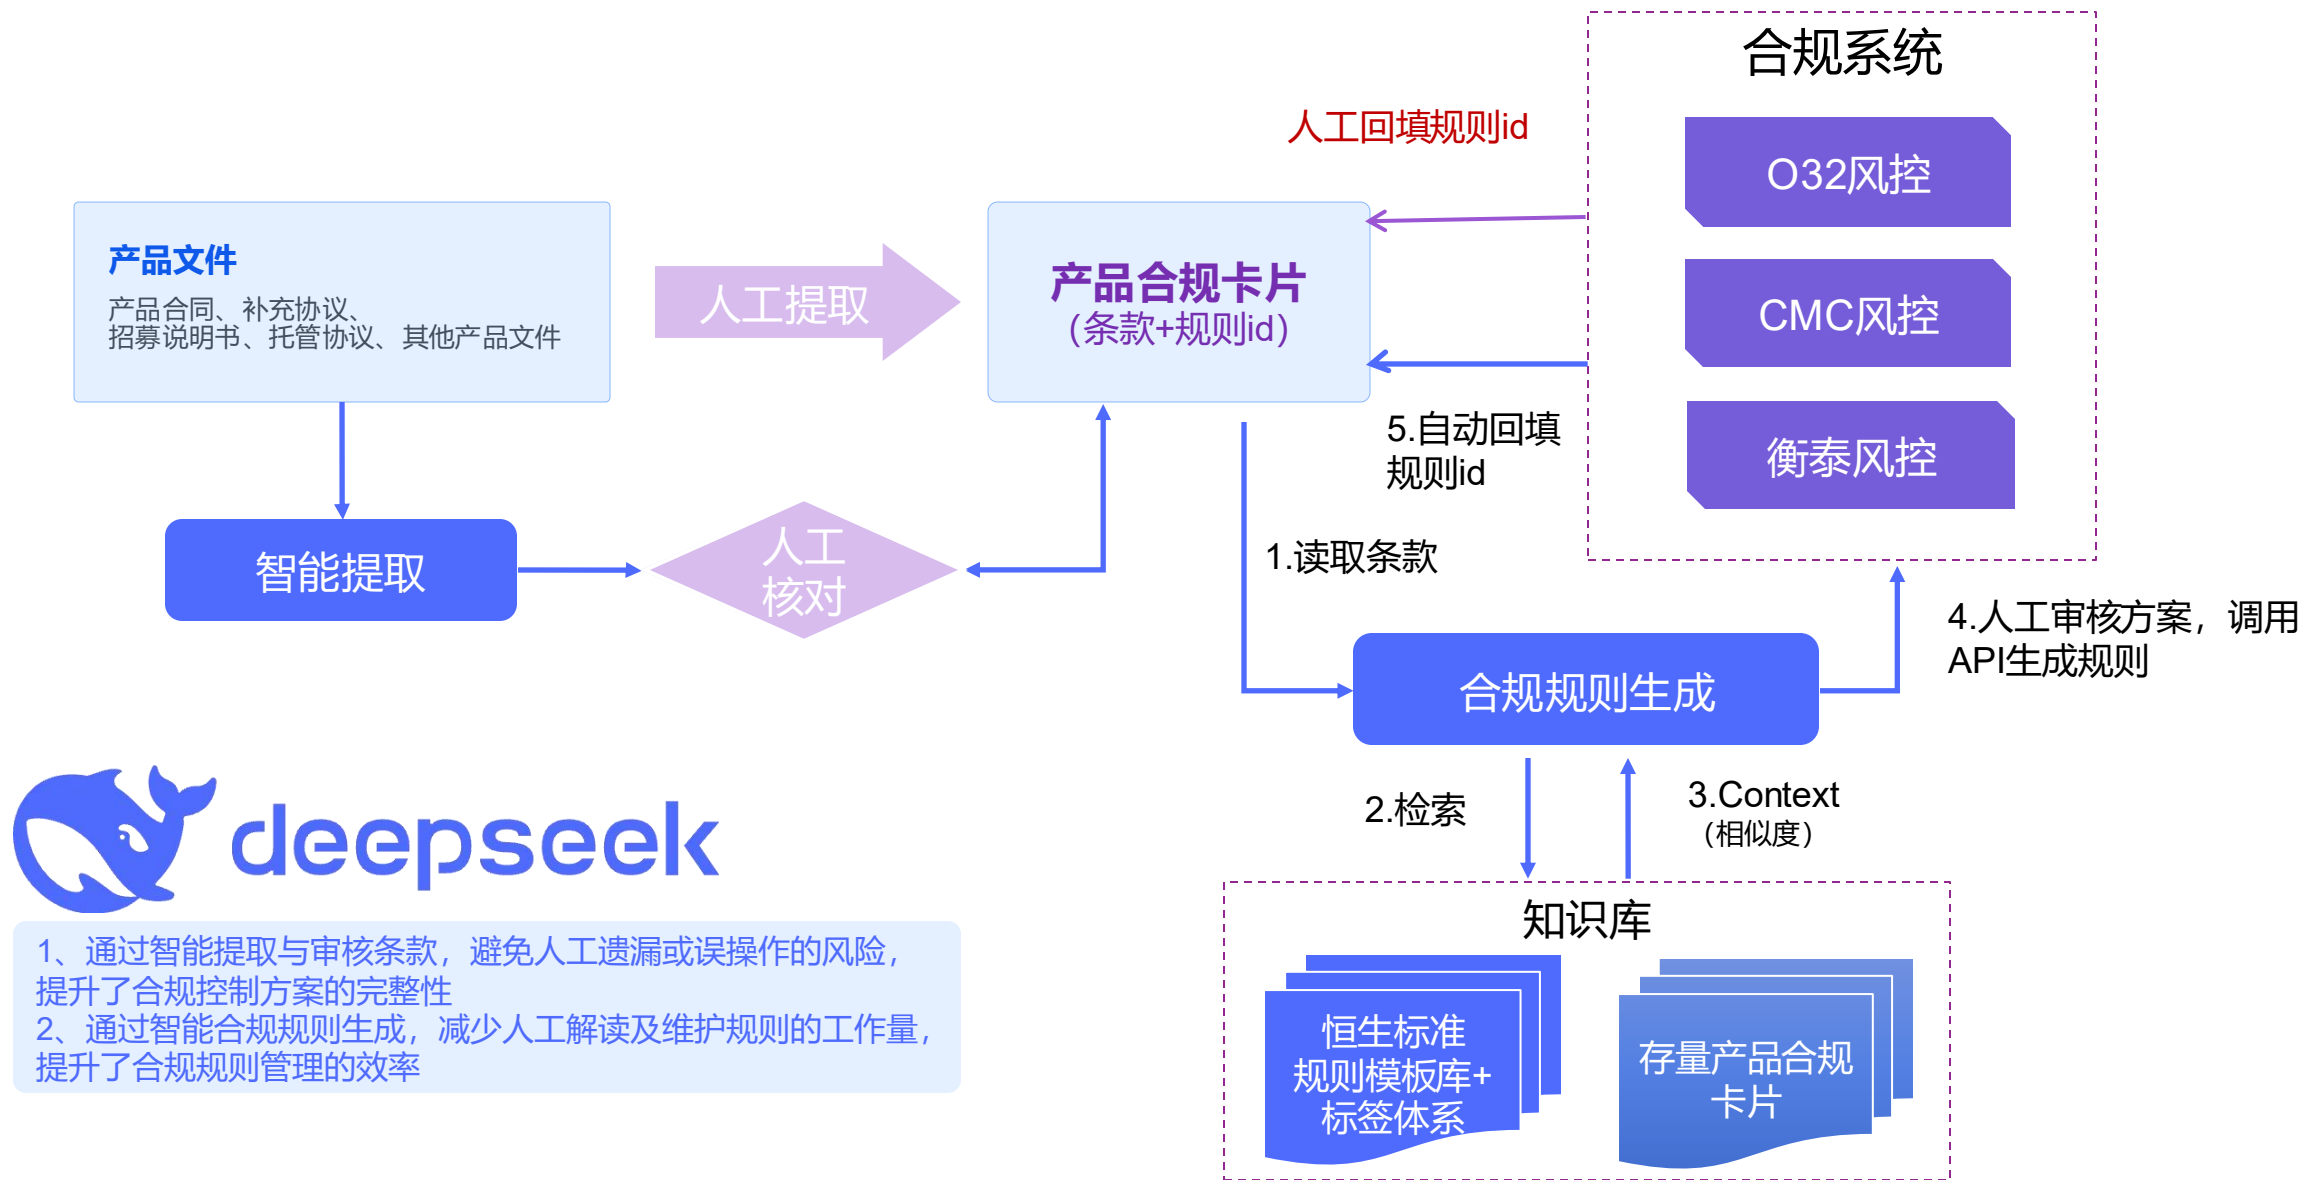 合规系统
人工回填规则id
O32风控
CMC风控
衡泰风控
产品文件
产品合同、补充协议、
招募说明书、托管协议、其他产品文件
人工提取
产品合规卡片
（条款+规则id）
5.自动回填
规则id
智能提取
人工
核对
1.读取条款
合规规则生成
4.人工审核方案，调用
API生成规则
2.检索
3.Context
（相似度）
知识库
恒生标准
规则模板库+
标签体系
存量产品合规
卡片
deepseek
1、通过智能提取与审核条款，避免人工遗漏或误操作的风险，
提升了合规控制方案的完整性
2、通过智能合规规则生成，减少人工解读及维护规则的工作量，
提升了合规规则管理的效率